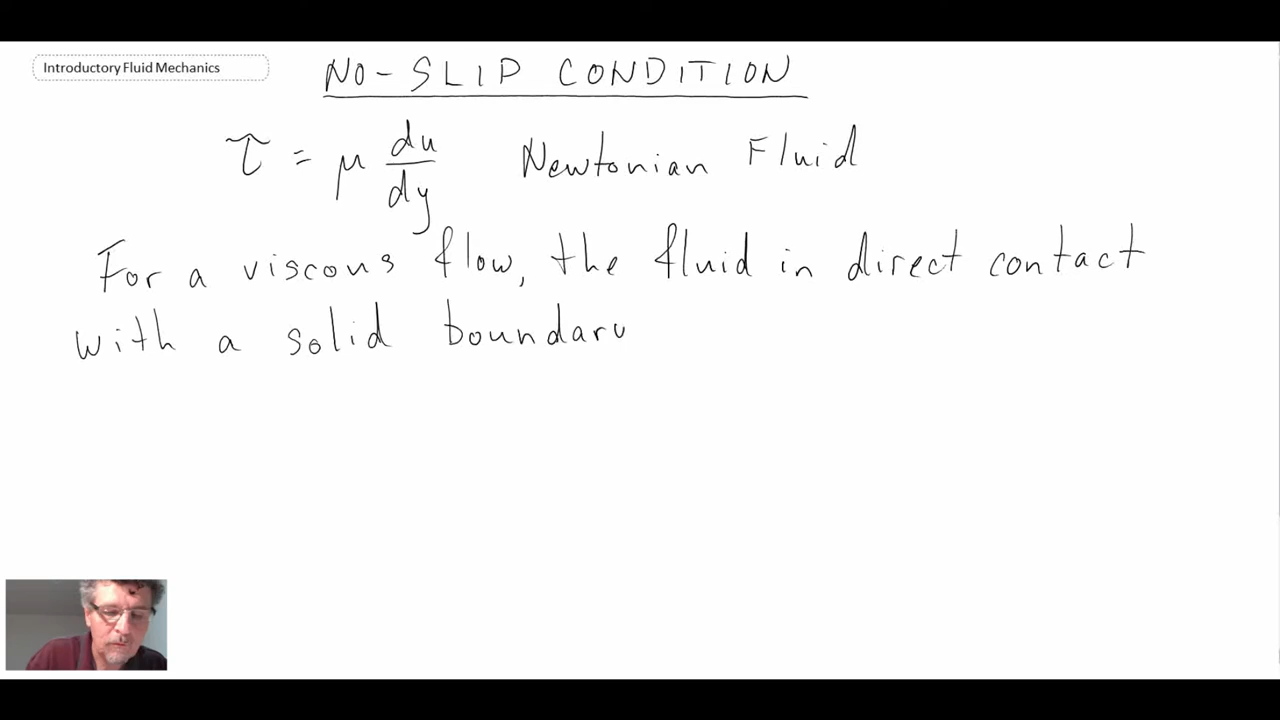 Introductory Fluid Mechanics
NO-SLIP CONDITION
τ = μ du/dy Newtonian Fluid
For a viscous flow, the fluid in direct contact
with a solid boundar